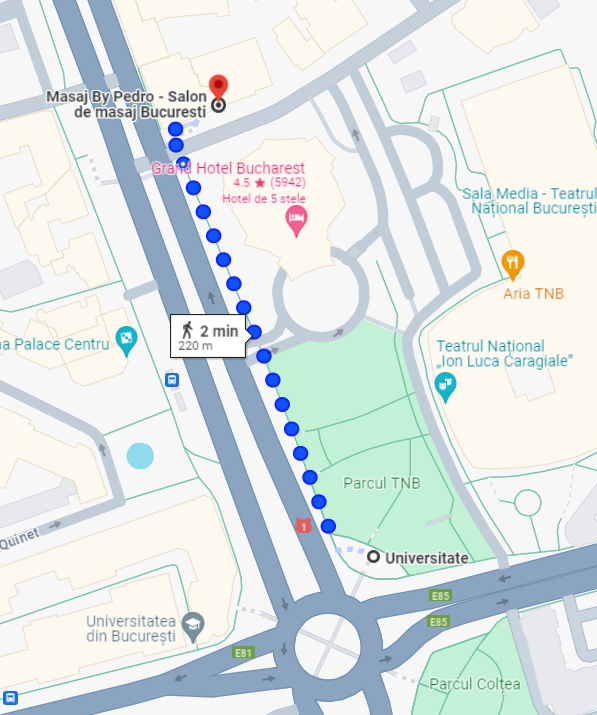 Masaj By Pedro - Salon
de masaj Bucuresti
Grand Hotel Bucharest
4.5 ★ (5942)
Hotel de 5 stele
Sala Media - Teatrul
Național București
Aria TNB
2 min
220 m
Palace Centru
Teatrul Național
„Ion Luca Caragiale”
Parcul TNB
1
Quinet
Universitate
E85
E85
Universitatea
din București
E81
Parcul Colțea